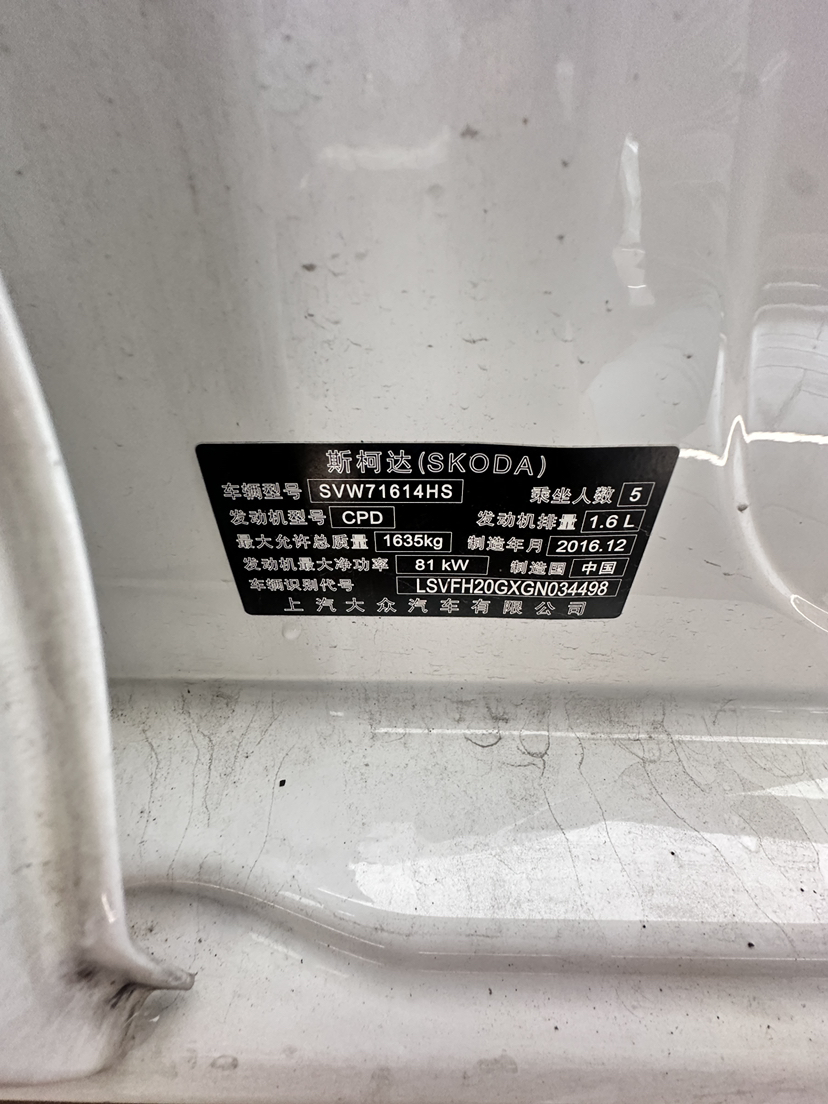 斯柯达(SKODA)
车辆型号 SVW71614HS 乘坐人数 5
发动机型号 CPD 发动机排量 1.6 L
最大允许总质量 1635kg 制造年月 2016.12
发动机最大净功率 81 kW 制造国 中国
车辆识别代号 LSVFH20GXGN034498
上汽大众汽车有限公司